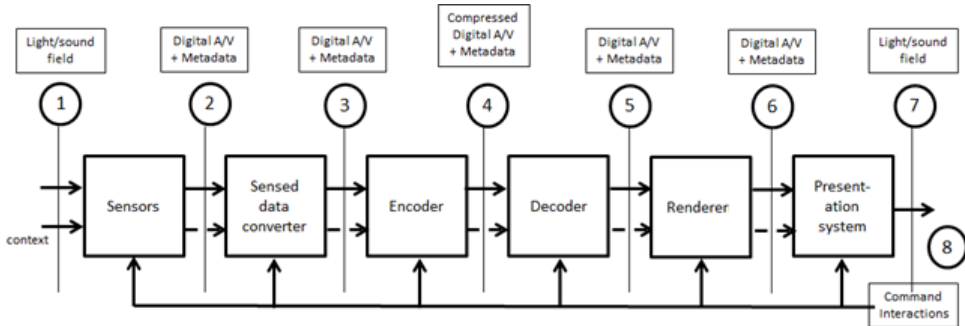 Light/sound
field
Digital A/V
+ Metadata
Digital A/V
+ Metadata
Compressed
Digital A/V
+ Metadata
Digital A/V
+ Metadata
Digital A/V
+ Metadata
Light/sound
field
1
2
3
4
5
6
7
Sensors
Sensed
data
converter
Encoder
Decoder
Renderer
Present-
ation
system
context
8
Command
Interactions